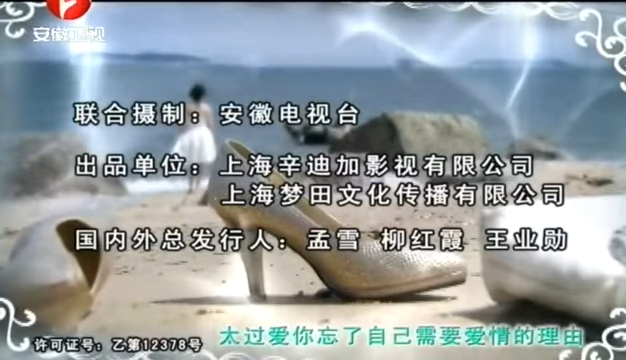 安徽卫视
联合摄制：安徽电视台
出品单位：上海辛迪加影视有限公司
上海梦田文化传播有限公司
国内外总发行人：孟雪 柳红霞 王业勋
太过爱你忘了自己需要爱情的理由
许可证号：乙第12378号